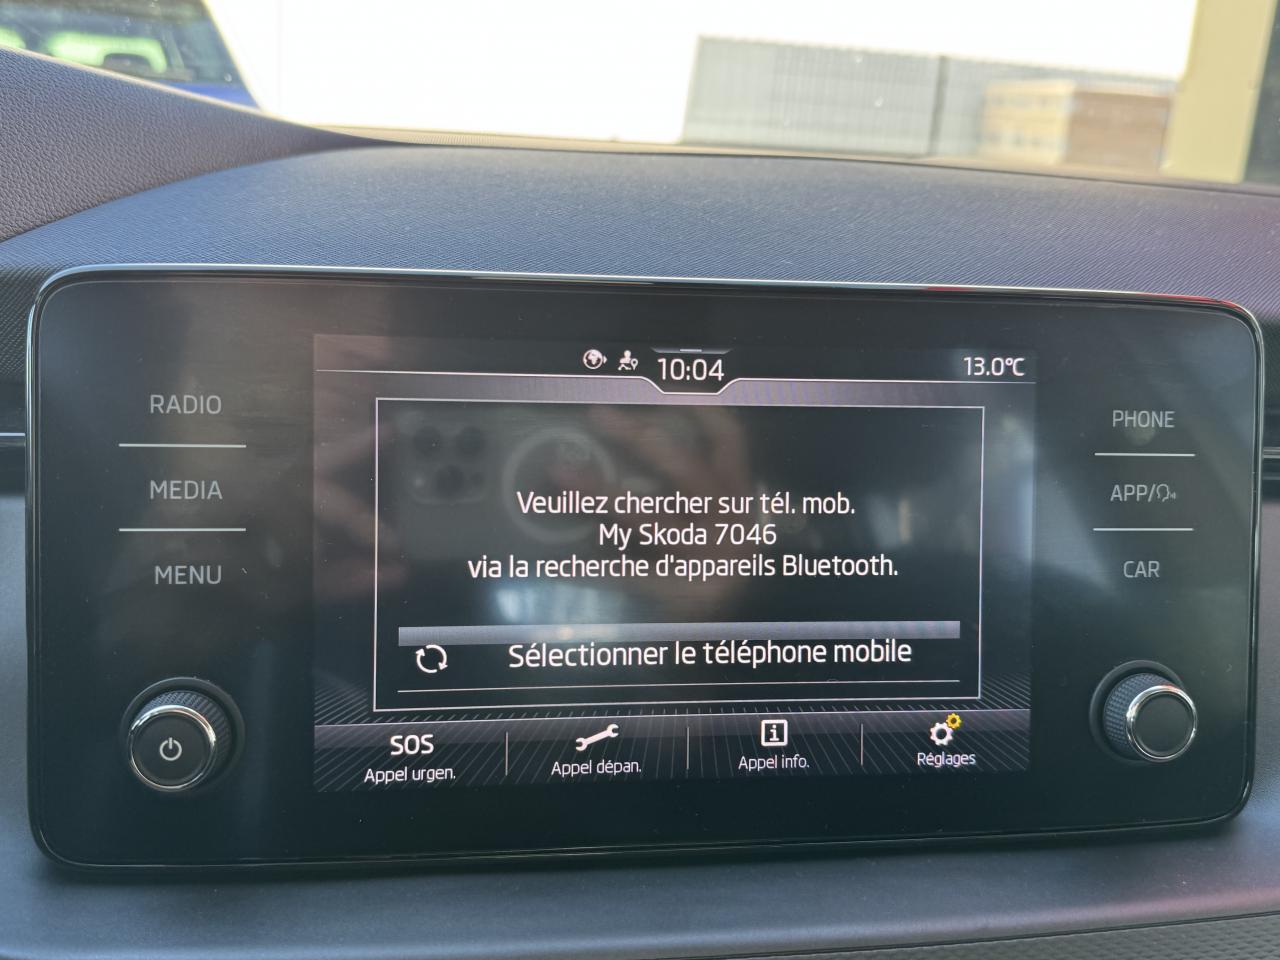 10:04
13.0°C
RADIO
MEDIA
MENU
Veuillez chercher sur tél. mob.
My Skoda 7046
via la recherche d'appareils Bluetooth.
Sélectionner le téléphone mobile
SOS
Appel urgen.
Appel dépan.
i
Appel info.
Réglages
PHONE
APP/
CAR